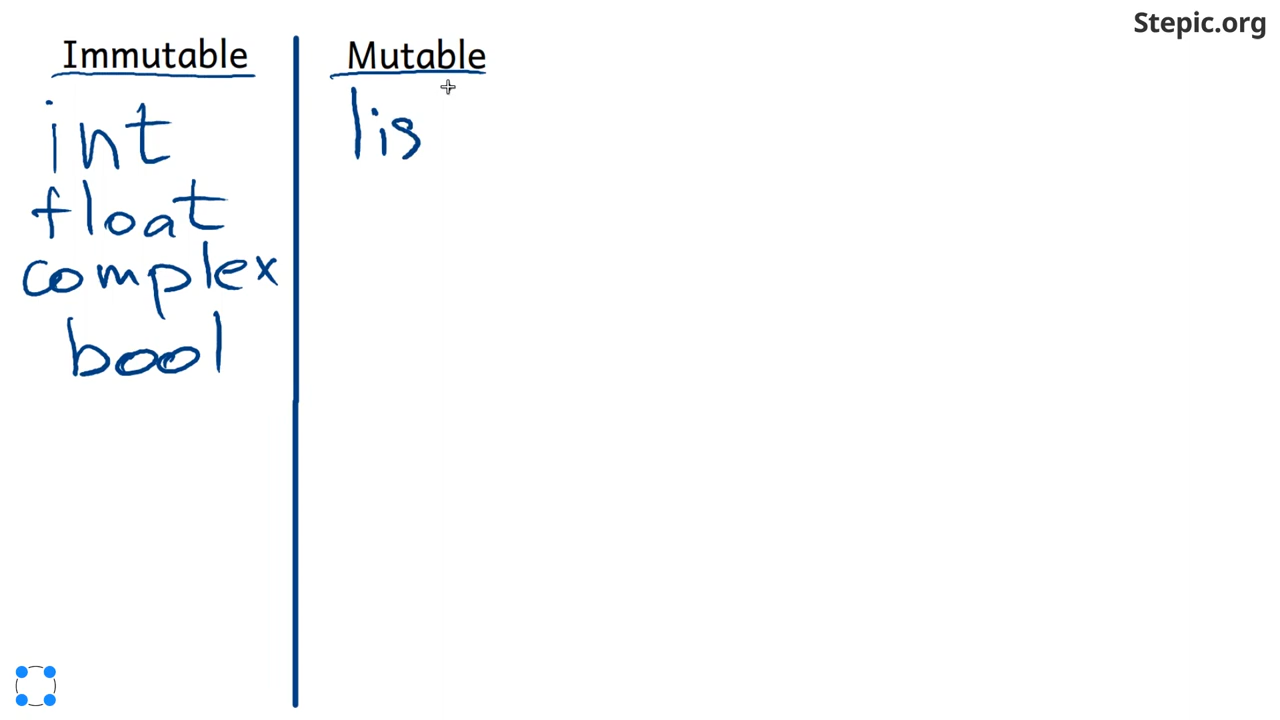 Stepic.org
Immutable
int
float
complex
bool
Mutable
lis